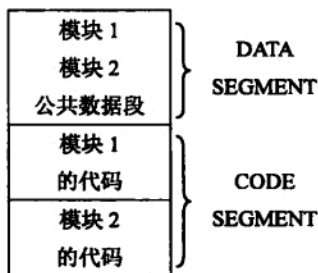 模块 1
模块 2
公共数据段
DATA
SEGMENT
模块 1
的代码
CODE
SEGMENT
模块 2
的代码